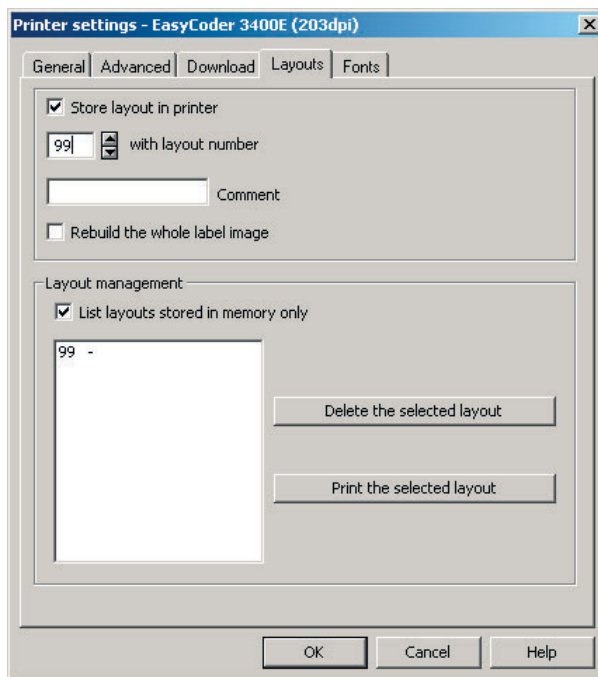 Printer settings - EasyCoder 3400E (203dpi)
General Advanced Download Layouts Fonts
Store layout in printer
99 with layout number
Comment
Rebuild the whole label image
Layout management
List layouts stored in memory only
99 -
Delete the selected layout
Print the selected layout
OK Cancel Help